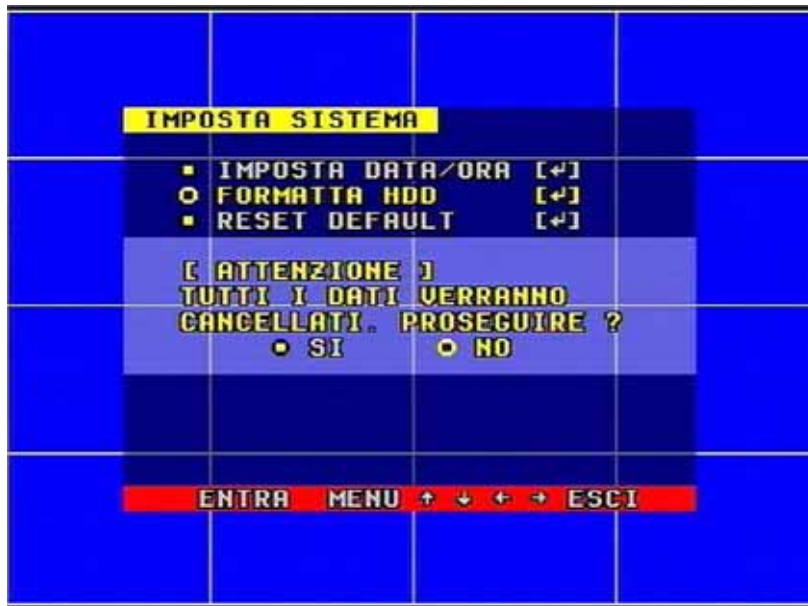 IMPOSTA SISTEMA
IMPOSTA DATA/ORA [↵]
FORMATTA HDD [↵]
RESET DEFAULT [↵]
[ ATTENZIONE ]
TUTTI I DATI VERRANNO
CANCELLATI. PROSEGUIRE ?
SI NO
ENTRA MENU ↑ ↓ ← → ESCI